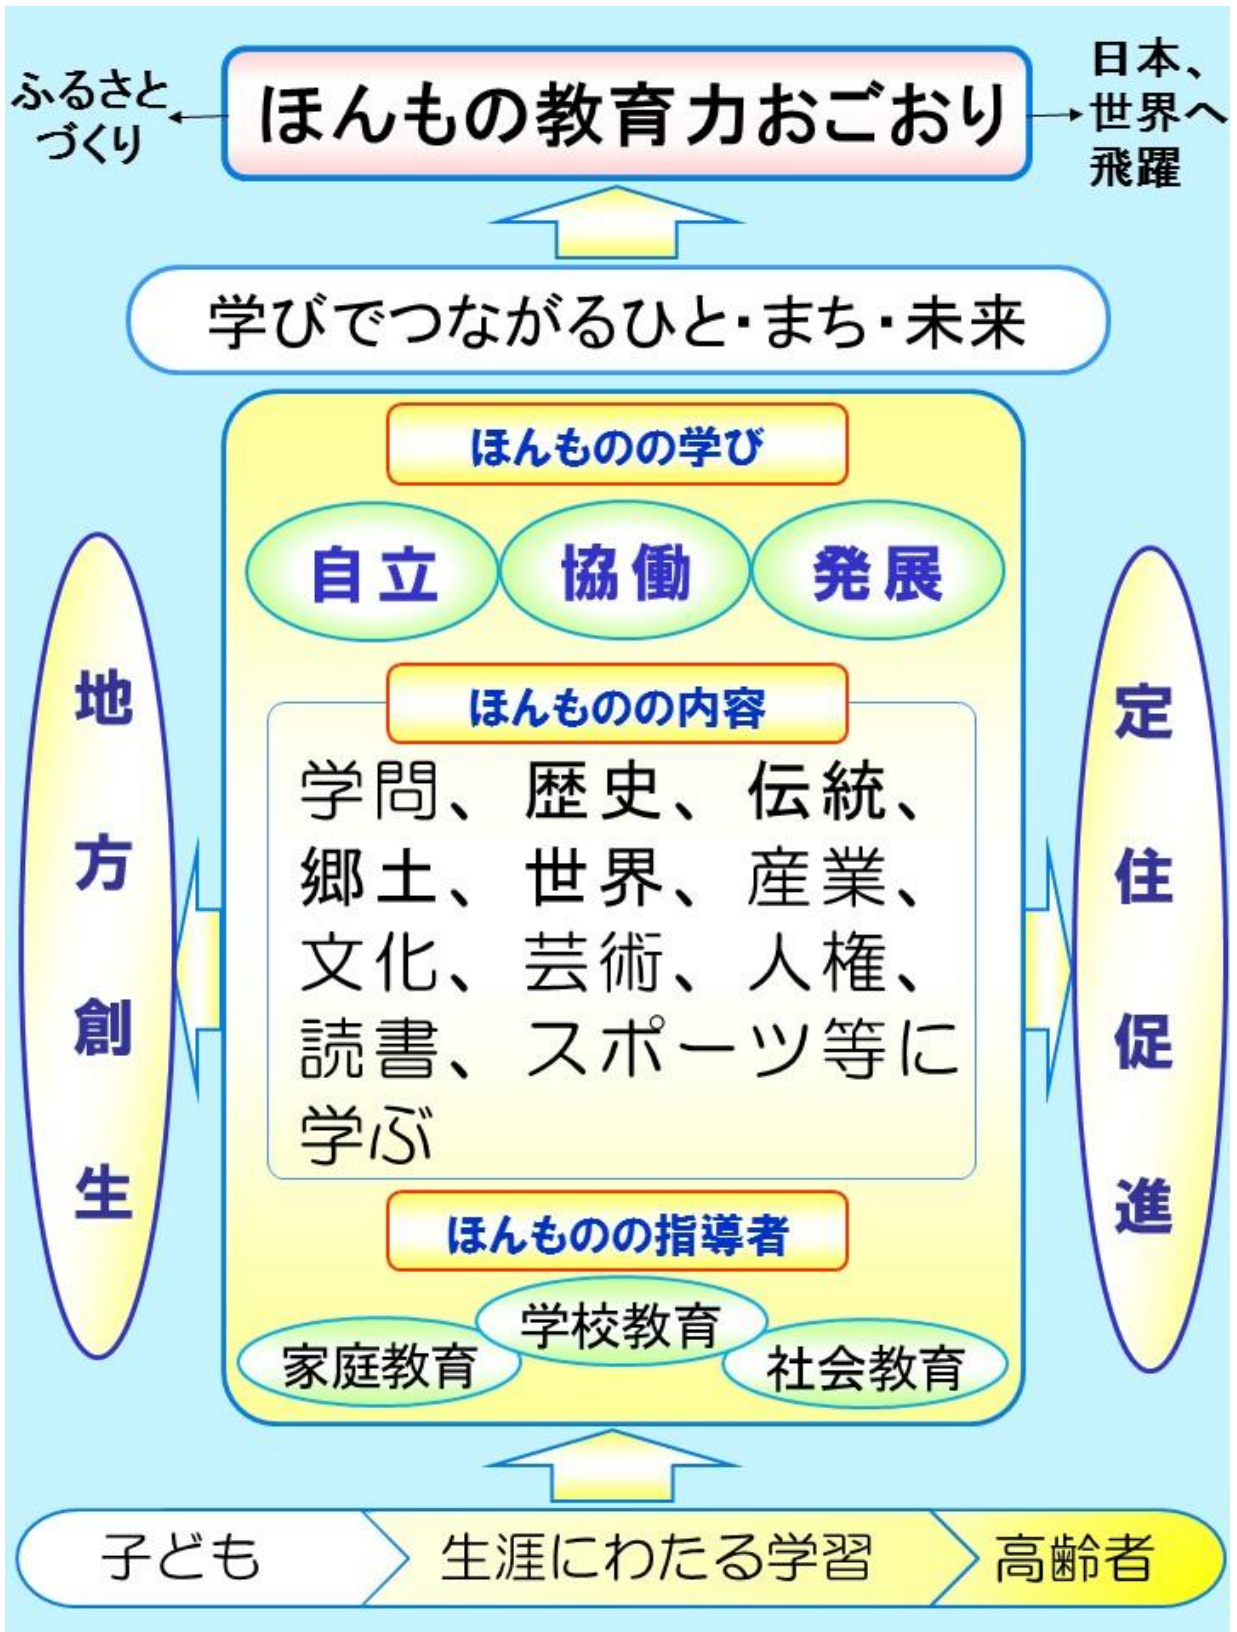 ふるさと
づくり
ほんもの教育力おごおり
日本、
世界へ
飛躍
学びでつながるひと・まち・未来
ほんものの学び
自立
協働
発展
地方創生
ほんものの内容
学問、歴史、伝統、
郷土、世界、産業、
文化、芸術、人権、
読書、スポーツ等に
学ぶ
定住促進
ほんものの指導者
家庭教育
学校教育
社会教育
子ども
生涯にわたる学習
高齢者